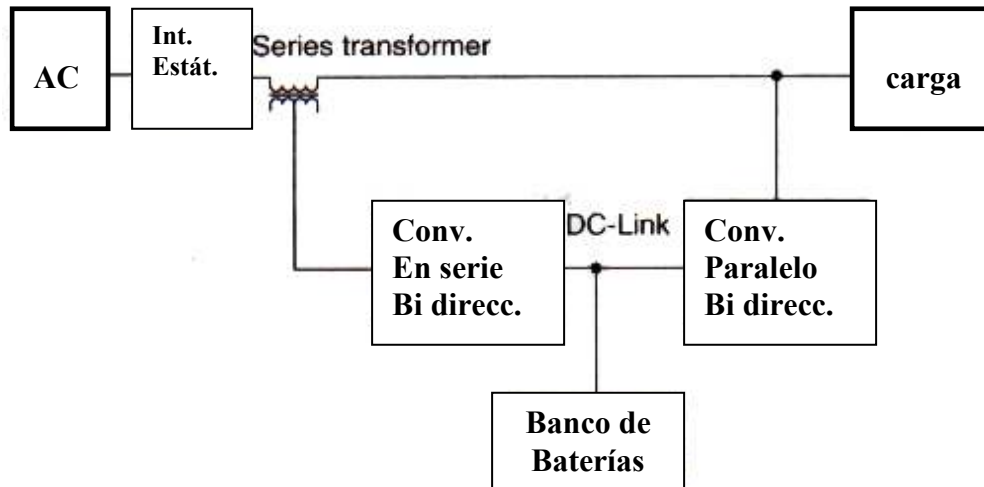 AC
Int.
Estát.
Series transformer
carga
Conv.
En serie
Bi direcc.
DC-Link
Conv.
Paralelo
Bi direcc.
Banco de
Baterías